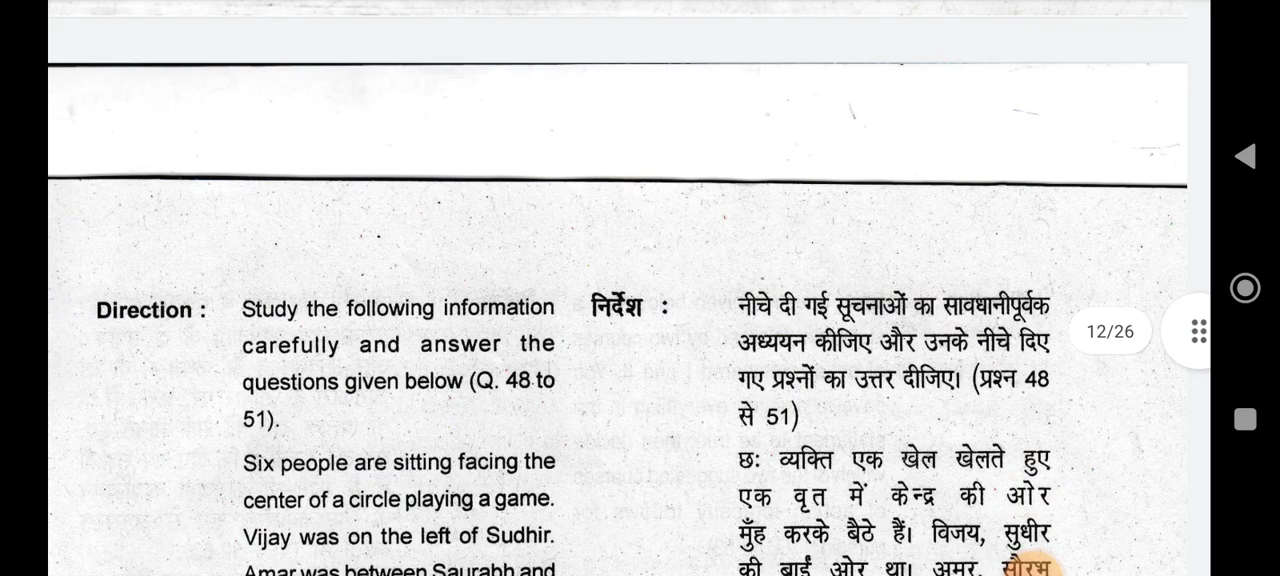 Direction :
Study the following information
carefully and answer the
questions given below (Q. 48 to
51).
Six people are sitting facing the
center of a circle playing a game.
Vijay was on the left of Sudhir.
Amar was between Saurabh and
निर्देश :
नीचे दी गई सूचनाओं का सावधानीपूर्वक
अध्ययन कीजिए और उनके नीचे दिए
गए प्रश्नों का उत्तर दीजिए। (प्रश्न 48
से 51)
छः व्यक्ति एक खेल खेलते हुए
एक वृत में केन्द्र की ओर
मुँह करके बैठे हैं। विजय, सुधीर
की बाईं ओर था। अमर, सौरभ
12/26